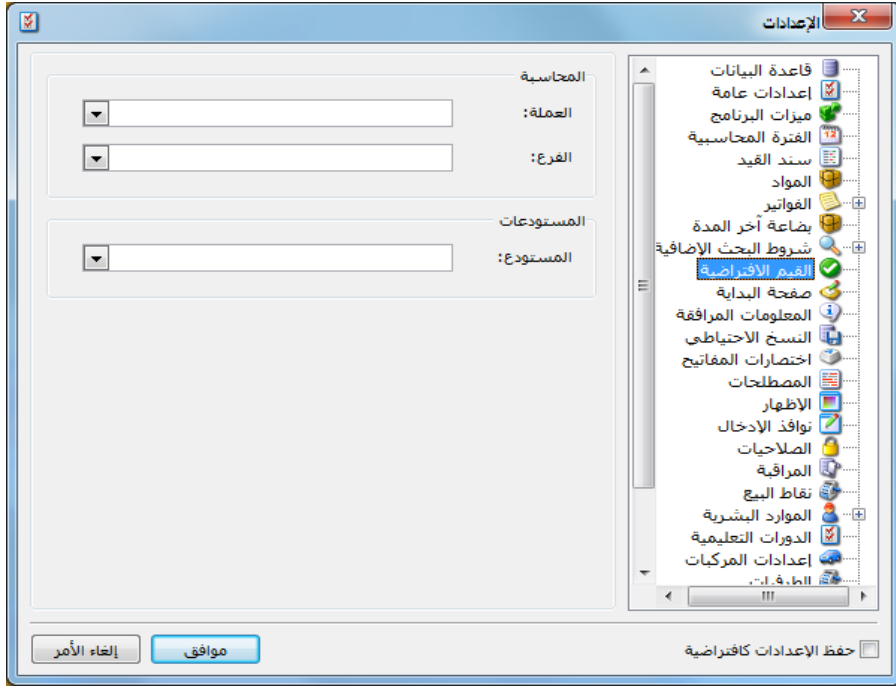 الإعدادات
قاعدة البيانات
إعدادات عامة
ميزات البرنامج
الفترة المحاسبية
سند القيد
المواد
الفواتير
بضاعة آخر المدة
شروط البحث الإضافية
القيم الافتراضية
صفحة البداية
المعلومات المرافقة
النسخ الاحتياطي
اختصارات المفاتيح
المصطلحات
الإظهار
نوافذ الإدخال
الصلاحيات
المراقبة
نقاط البيع
الموارد البشرية
الدورات التعليمية
إعدادات المركبات
الطرفيات
المحاسبة
العملة:
الفرع:
المستودعات
المستودع:
حفظ الإعدادات كافتراضية
موافق
إلغاء الأمر